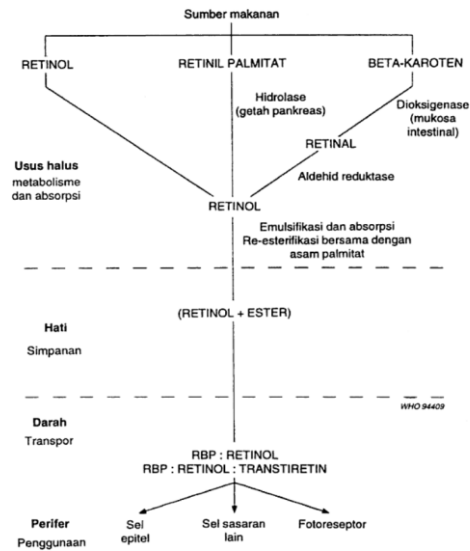 Sumber makanan
RETINOL RETINIL PALMITAT BETA-KAROTEN
Hidrolase
(getah pankreas)
Dioksigenase
(mukosa
intestinal)
RETINAL
Aldehid reduktase
Usus halus
metabolisme
dan absorpsi
RETINOL
Emulsifikasi dan absorpsi
Re-esterifikasi bersama dengan
asam palmitat
(RETINOL + ESTER)
Hati
Simpanan
WHO 94409
Darah
Transpor
RBP : RETINOL
RBP : RETINOL : TRANSTIRETIN
Perifer
Penggunaan
Sel
epitel
Sel sasaran
lain
Fotoreseptor